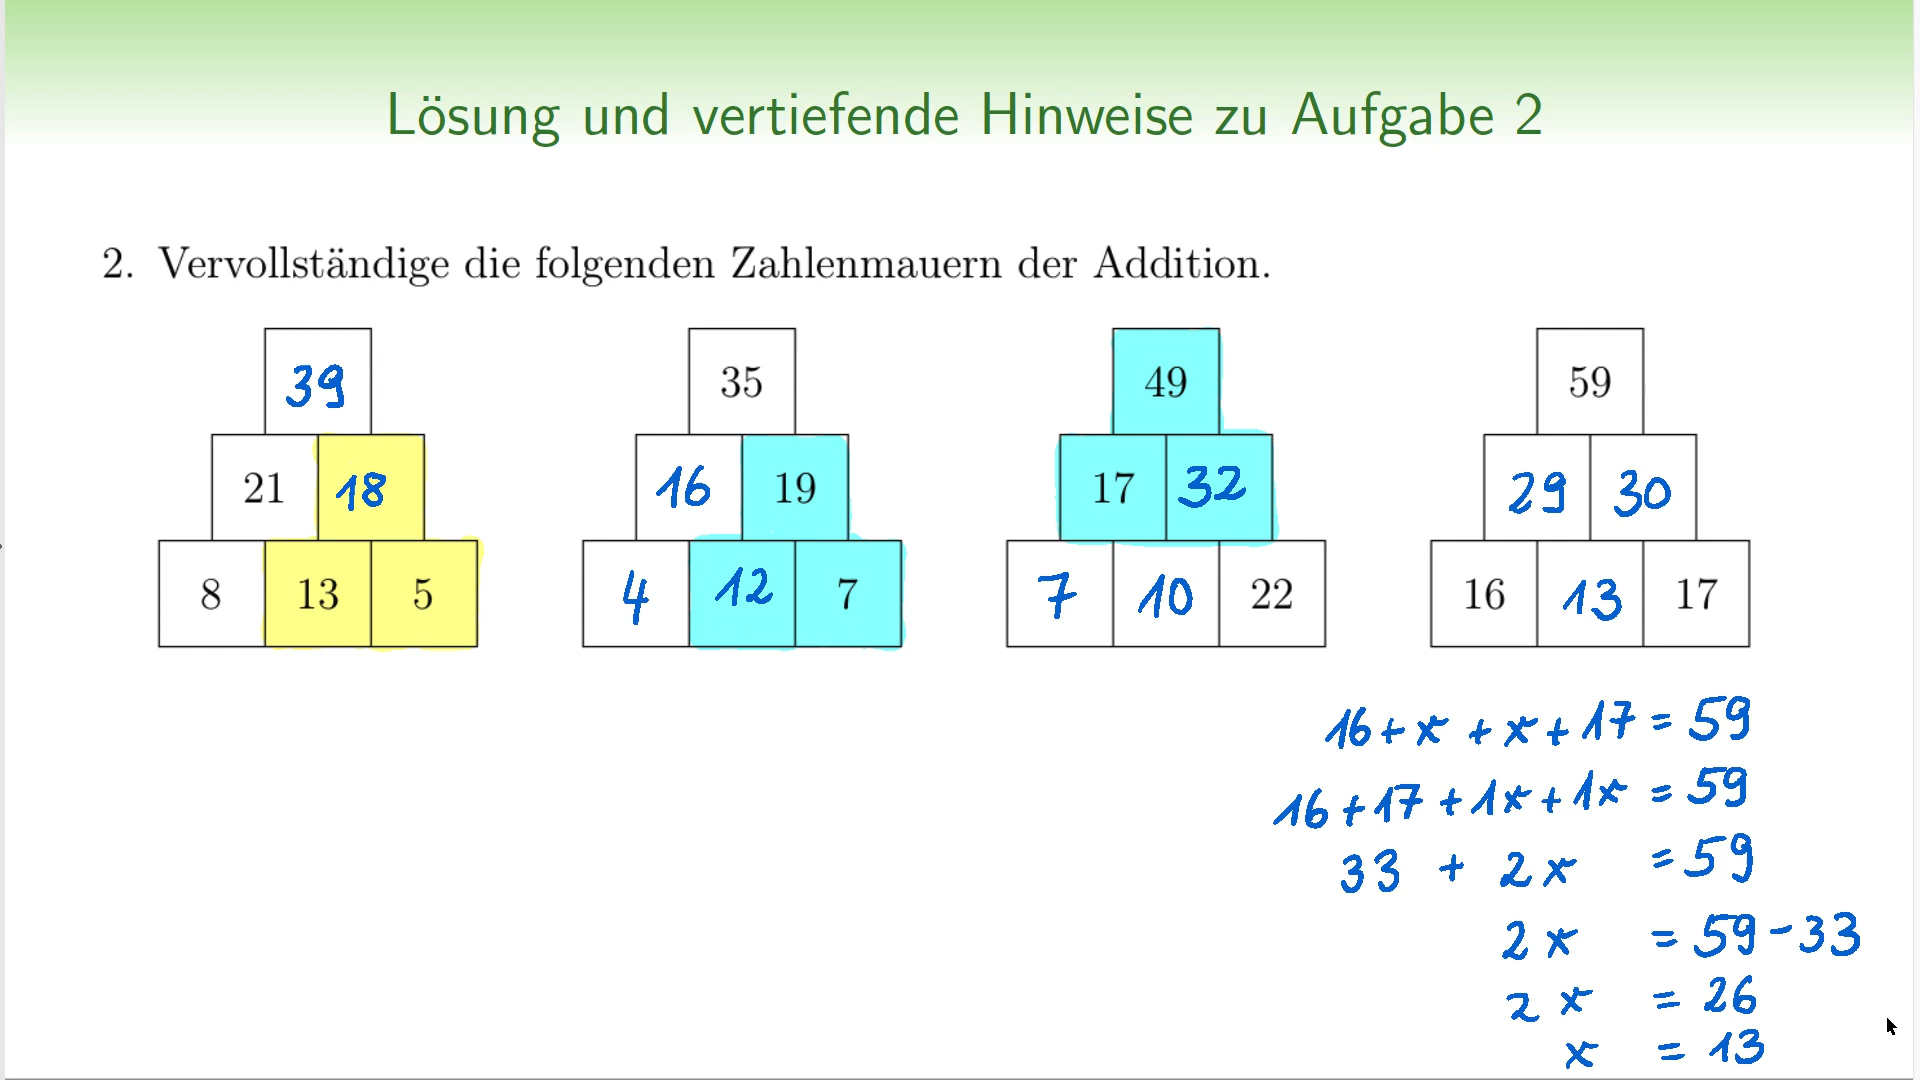 Lösung und vertiefende Hinweise zu Aufgabe 2
2. Vervollständige die folgenden Zahlenmauern der Addition.
39
21 18
8 13 5
35
16 19
4 12 7
49
17 32
7 10 22
59
29 30
16 13 17
16 + x + x + 17 = 59
16 + 17 + 1x + 1x = 59
33 + 2x = 59
2x = 59 - 33
2x = 26
x = 13